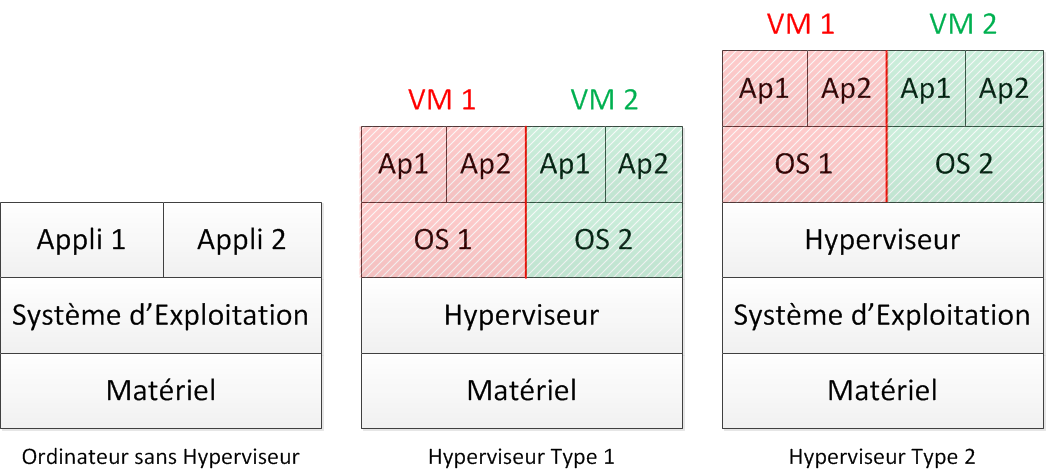 VM 1 VM 2
Ap1 Ap2 Ap1 Ap2
OS 1 OS 2
Hyperviseur
Système d’Exploitation
Matériel
Hyperviseur Type 2
VM 1 VM 2
Ap1 Ap2 Ap1 Ap2
OS 1 OS 2
Hyperviseur
Matériel
Hyperviseur Type 1
Appli 1 Appli 2
Système d’Exploitation
Matériel
Ordinateur sans Hyperviseur